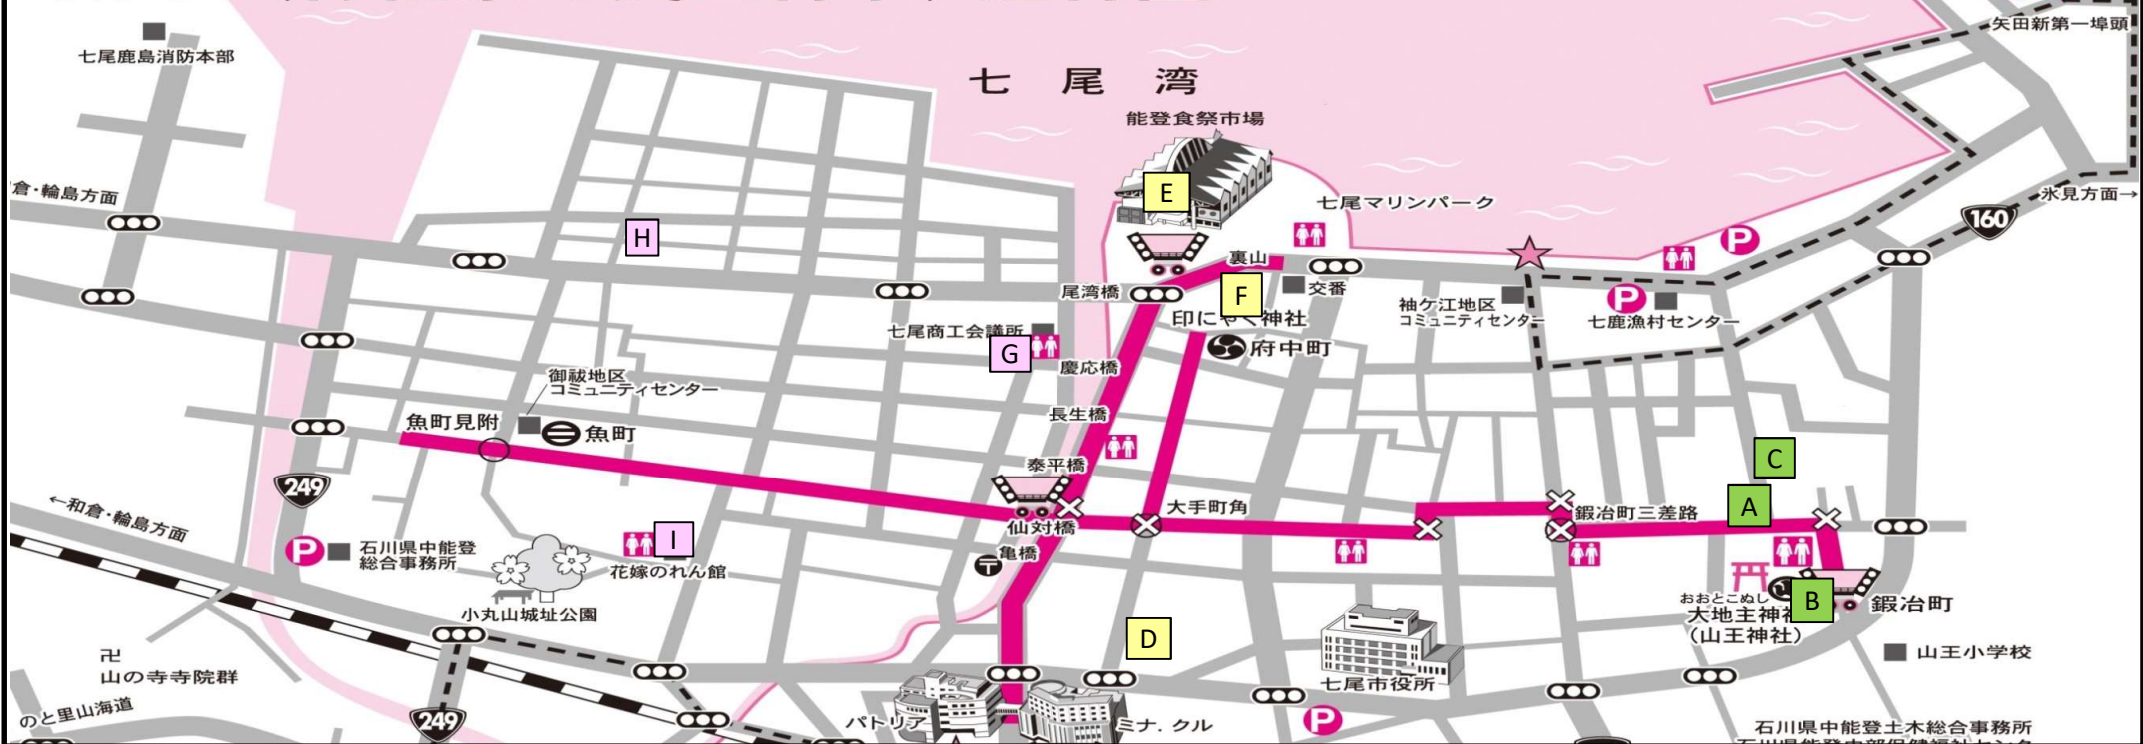 矢田新第一埠頭
七尾鹿島消防本部
七尾湾
能登食祭市場
倉・輪島方面
氷見方面→
160
E
七尾マリンパーク
P
H
裏山
交番
尾湾橋
F
袖ケ江地区
コミュニティセンター
P
七鹿漁村センター
印にやく神社
七尾商工会議所
府中町
G
慶応橋
御祓地区
コミュニティセンター
長生橋
魚町見附
魚町
泰平橋
C
249
←和倉・輪島方面
大手町角
鍛冶町三差路
A
仙対橋
亀橋
〒
P
石川県中能登
総合事務所
I
花嫁のれん館
小丸山城址公園
おおとこぬし
大地主神社
(山王神社)
B
鍛冶町
D
山王小学校
卍
山の寺寺院群
七尾市役所
のと里山海道
249
パトリア
ミナ.クル
P
石川県中能登土木総合事務所